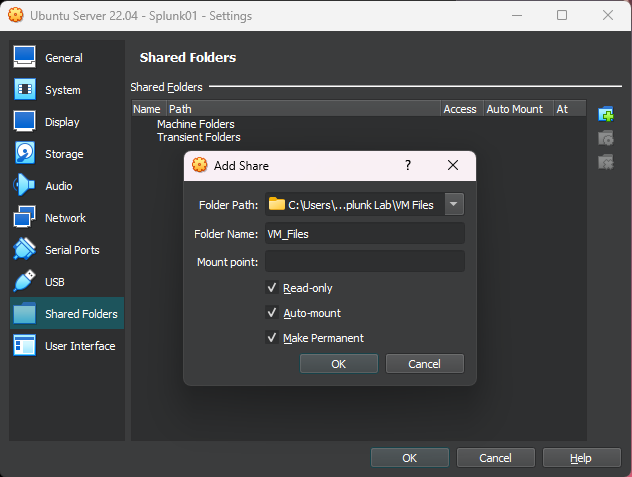 Ubuntu Server 22.04 - Splunk01 - Settings
General
System
Display
Storage
Audio
Network
Serial Ports
USB
Shared Folders
User Interface
Shared Folders
Shared Folders
Name Path Access Auto Mount At
Machine Folders
Transient Folders
Add Share ?
Folder Path: C:\Users\...plunk Lab\VM Files
Folder Name: VM_Files
Mount point:
Read-only
Auto-mount
Make Permanent
OK Cancel
OK Cancel Help